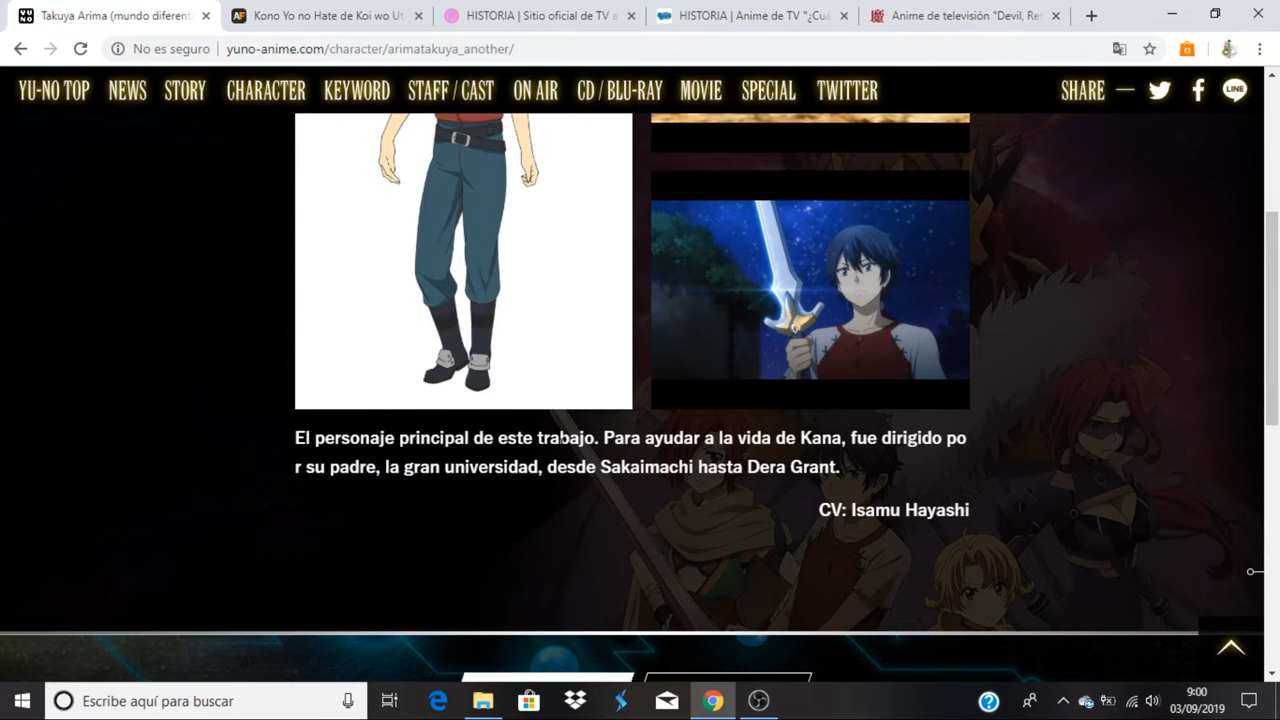 Takuya Arima (mundo diferent
Kono Yo no Hate de Koi wo Ut
HISTORIA | Sitio oficial de TV a
HISTORIA | Anime de TV "¿Cuá
Anime de televisión "Devil, Ret
No es seguro
yuno-anime.com/character/arimatakuya_another/
YU-NO TOP NEWS STORY CHARACTER KEYWORD STAFF / CAST ON AIR CD / BLU-RAY MOVIE SPECIAL TWITTER SHARE
LINE
El personaje principal de este trabajo. Para ayudar a la vida de Kana, fue dirigido po
r su padre, la gran universidad, desde Sakaimachi hasta Dera Grant.
CV: Isamu Hayashi
Escribe aquí para buscar
9:00
03/09/2019